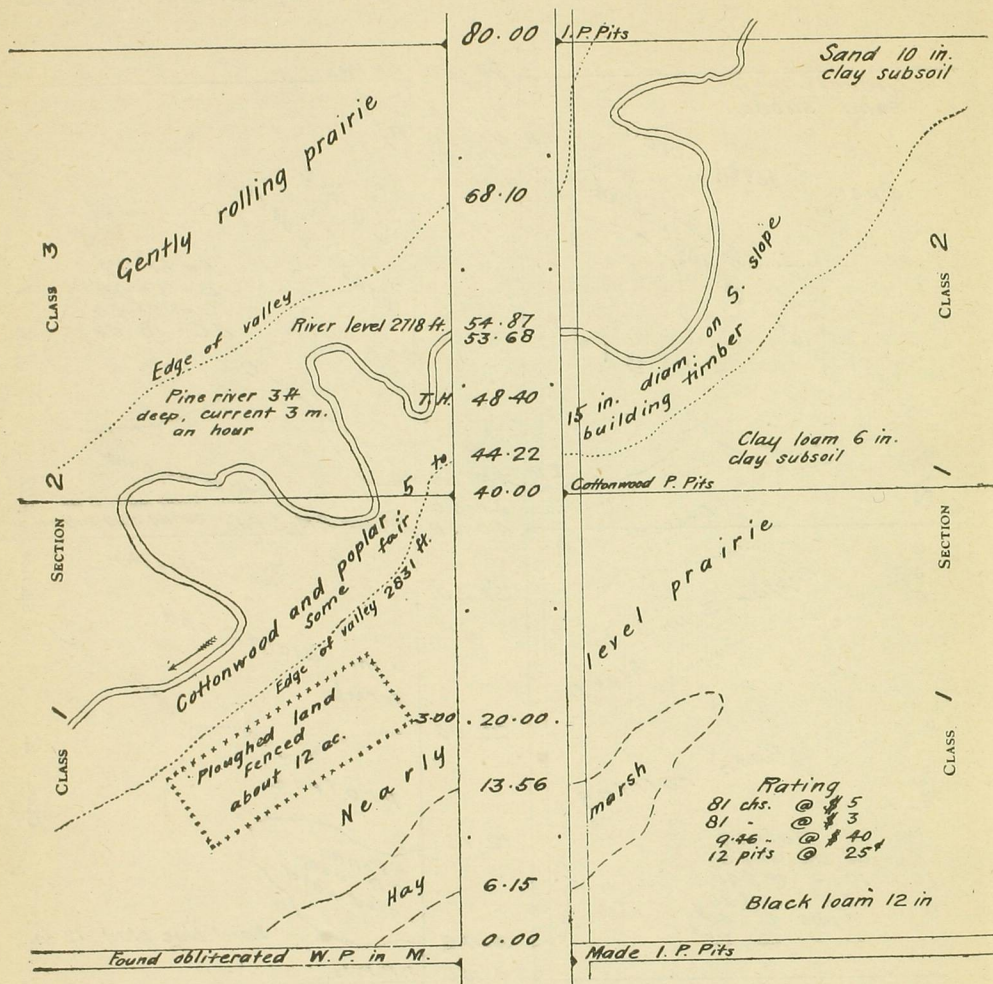 80.00
I. P. Pits
Sand 10 in.
clay subsoil
Gently rolling prairie
68.10
CLASS 3
CLASS 2
Edge of valley
River level 2718 ft.
54.87
53.68
15 in. diam. on S. slope
building timber
Pine river 3 ft
deep, current 3 m.
an hour
T. H.
48.40
44.22
Clay loam 6 in.
clay subsoil
SECTION 2
40.00
Cottonwood P. Pits
SECTION 1
Cottonwood and poplar; 5 to
Some fair
Edge of valley 2831 ft.
level prairie
Ploughed land
fenced
about 12 ac.
3.00
20.00
CLASS 1
CLASS 1
Nearly
13.56
marsh
Rating
81 chs. @ $ 5
81 " @ $ 3
9.46 " @ $ 40
12 pits @ 25¢
Hay
6.15
Black loam 12 in
0.00
Found obliterated W. P. in M.
Made I. P. Pits